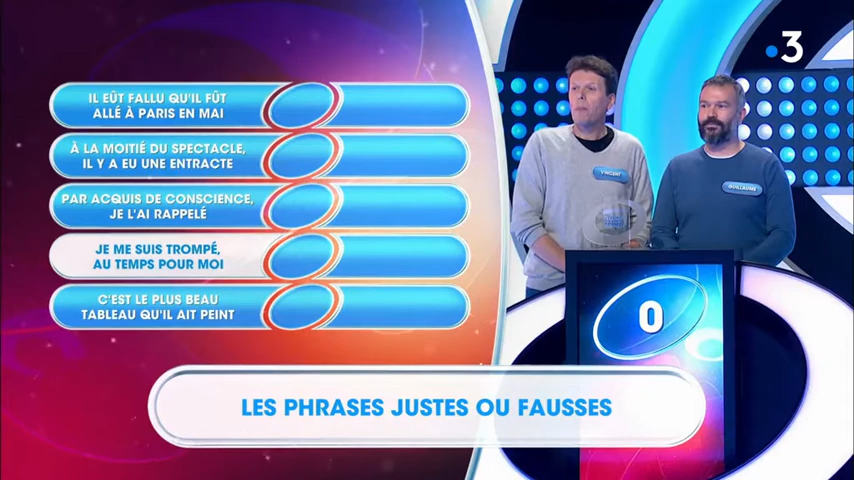 IL EÛT FALLU QU'IL FÛT
ALLÉ À PARIS EN MAI
À LA MOITIÉ DU SPECTACLE,
IL Y A EU UNE ENTRACTE
PAR ACQUIS DE CONSCIENCE,
JE L'AI RAPPELÉ
JE ME SUIS TROMPÉ,
AU TEMPS POUR MOI
C'EST LE PLUS BEAU
TABLEAU QU'IL AIT PEINT
LES PHRASES JUSTES OU FAUSSES
3
VINCENT
GUILLAUME
0